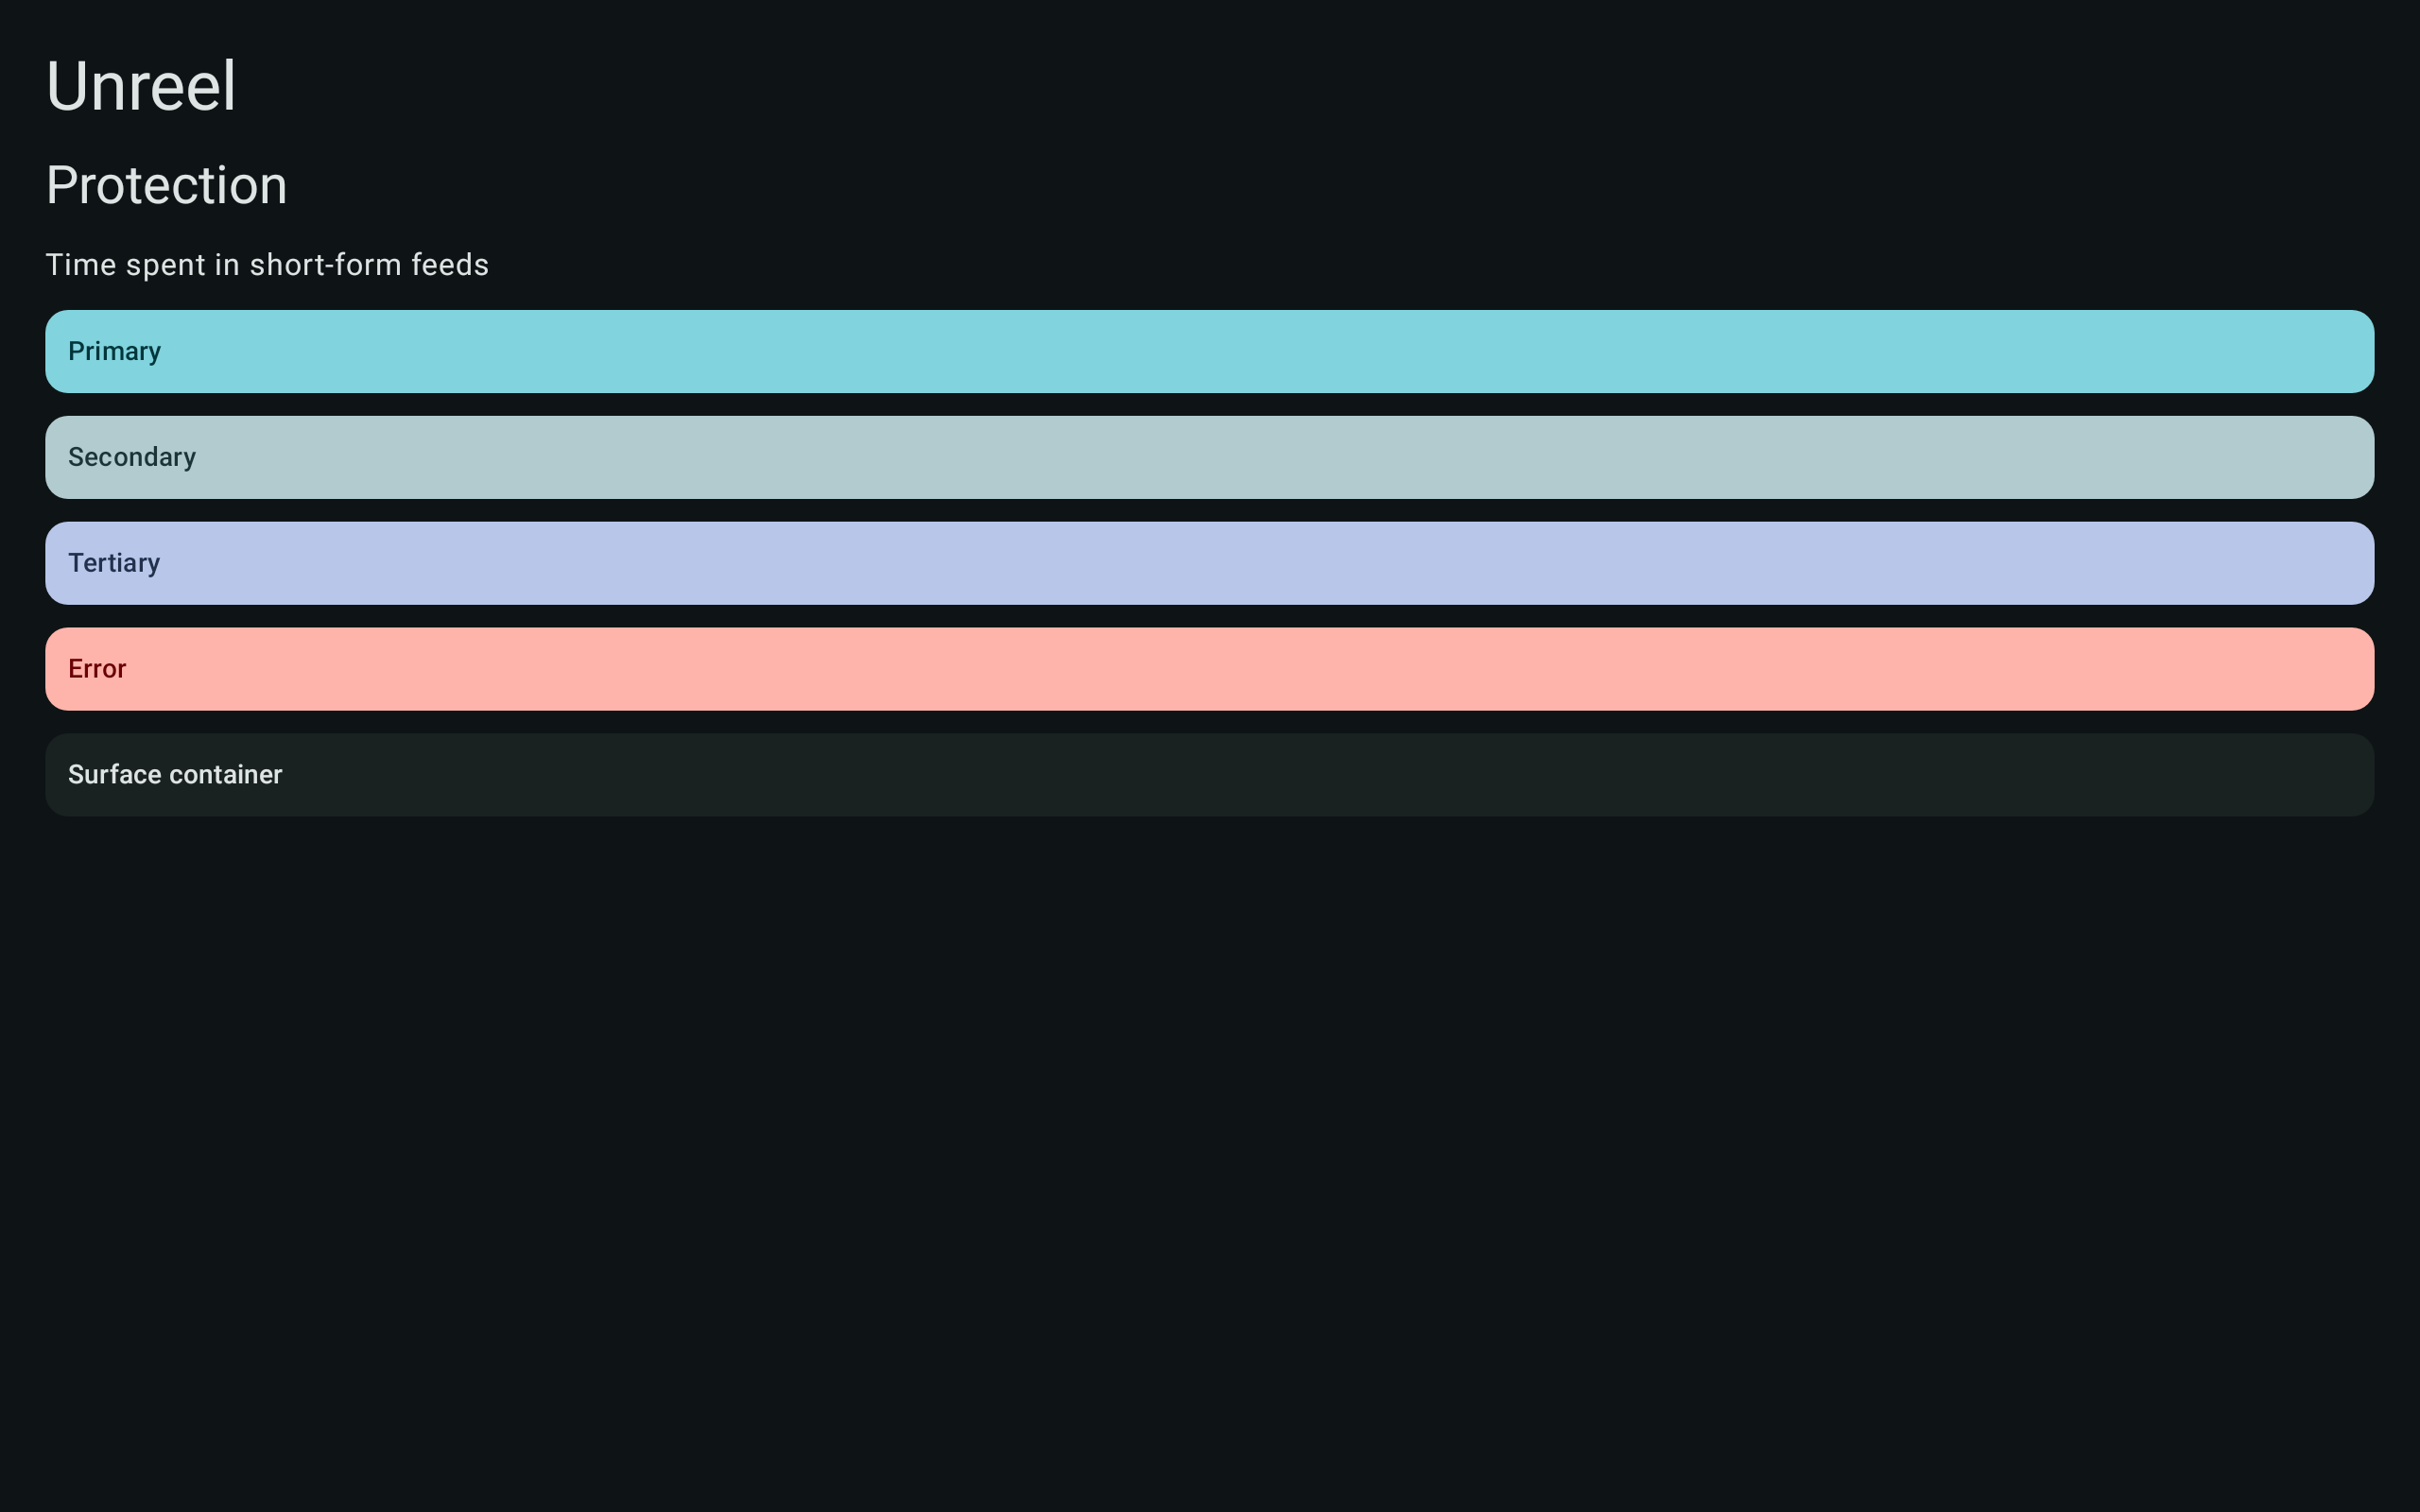 Unreel
Protection
Time spent in short-form feeds
Primary
Secondary
Tertiary
Error
Surface container